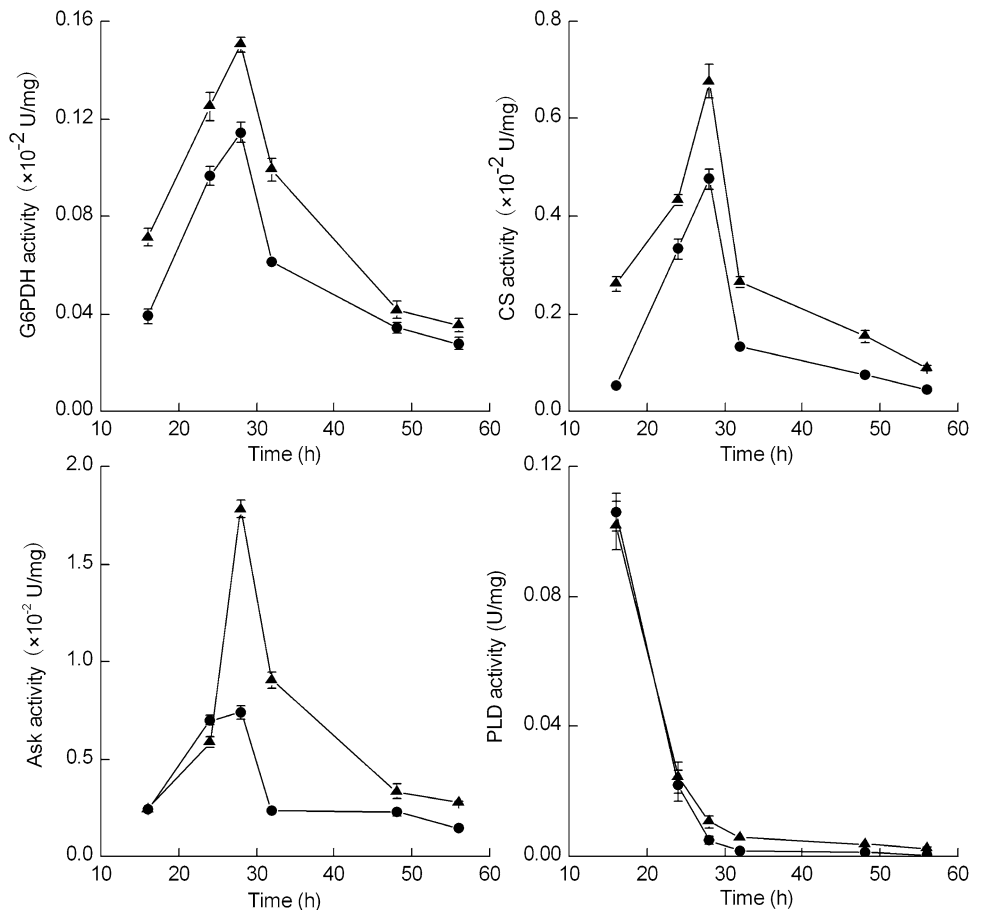 G6PDH activity (×10⁻² U/mg)
0.16
0.12
0.08
0.04
0.00
10 20 30 40 50 60
Time (h)
CS activity (×10⁻² U/mg)
0.8
0.6
0.4
0.2
0.0
10 20 30 40 50 60
Time (h)
Ask activity (×10⁻² U/mg)
2.0
1.5
1.0
0.5
0.0
10 20 30 40 50 60
Time (h)
PLD activity (U/mg)
0.12
0.08
0.04
0.00
10 20 30 40 50 60
Time (h)